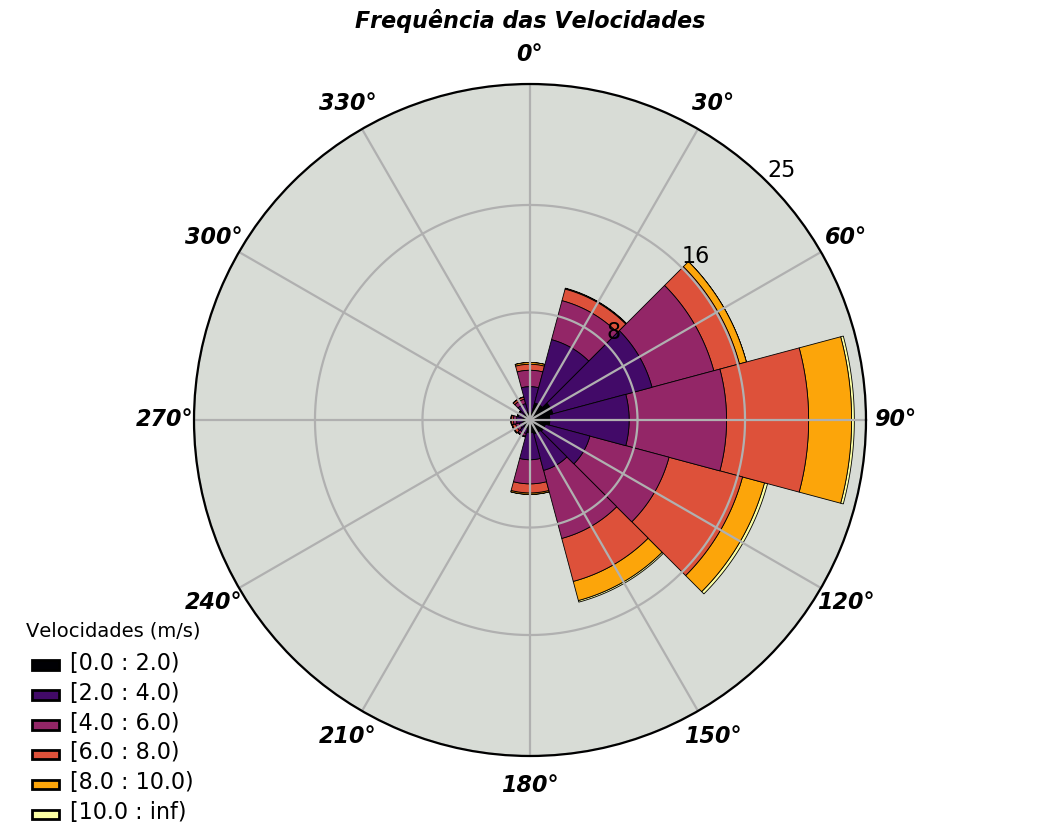 Frequência das Velocidades
0°
330°
30°
25
300°
60°
16
8
270°
90°
240°
120°
210°
150°
180°
Velocidades (m/s)
[0.0 : 2.0)
[2.0 : 4.0)
[4.0 : 6.0)
[6.0 : 8.0)
[8.0 : 10.0)
[10.0 : inf)